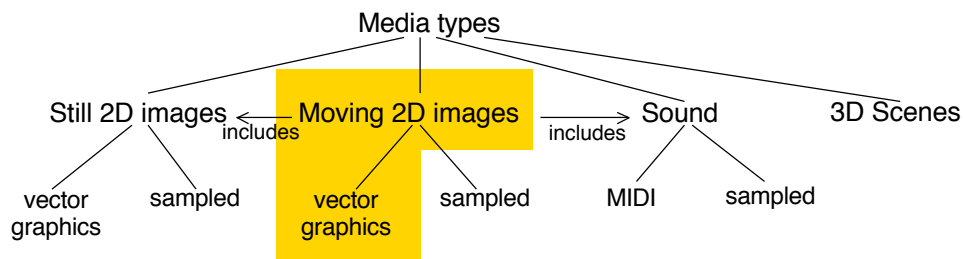 Media types
Still 2D images
includes
Moving 2D images
includes
Sound
3D Scenes
vector
graphics
sampled
vector
graphics
sampled
MIDI
sampled